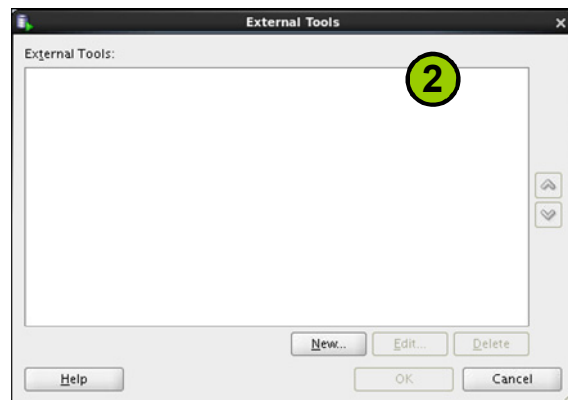 External Tools
External Tools:
2
New... Edit... Delete
Help OK Cancel